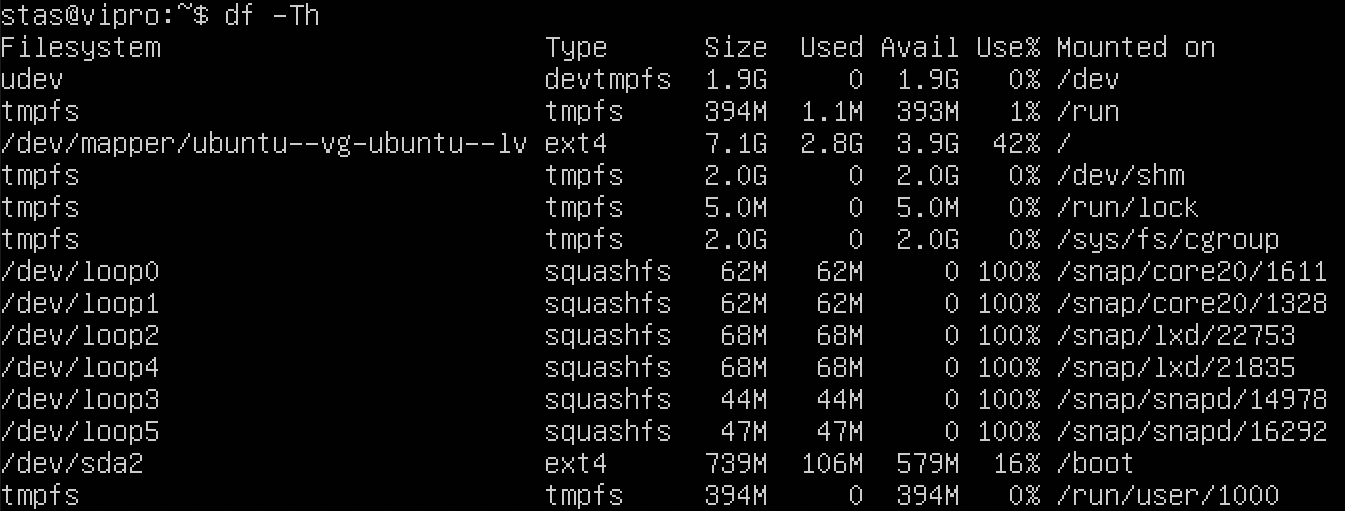 stas@vipro:~$ df -Th
Filesystem                        Type      Size  Used Avail Use% Mounted on
udev                              devtmpfs  1.9G     0  1.9G   0% /dev
tmpfs                             tmpfs     394M  1.1M  393M   1% /run
/dev/mapper/ubuntu--vg-ubuntu--lv ext4      7.1G  2.8G  3.9G  42% /
tmpfs                             tmpfs     2.0G     0  2.0G   0% /dev/shm
tmpfs                             tmpfs     5.0M     0  5.0M   0% /run/lock
tmpfs                             tmpfs     2.0G     0  2.0G   0% /sys/fs/cgroup
/dev/loop0                        squashfs   62M   62M     0 100% /snap/core20/1611
/dev/loop1                        squashfs   62M   62M     0 100% /snap/core20/1328
/dev/loop2                        squashfs   68M   68M     0 100% /snap/lxd/22753
/dev/loop4                        squashfs   68M   68M     0 100% /snap/lxd/21835
/dev/loop3                        squashfs   44M   44M     0 100% /snap/snapd/14978
/dev/loop5                        squashfs   47M   47M     0 100% /snap/snapd/16292
/dev/sda2                         ext4      739M  106M  579M  16% /boot
tmpfs                             tmpfs     394M     0  394M   0% /run/user/1000